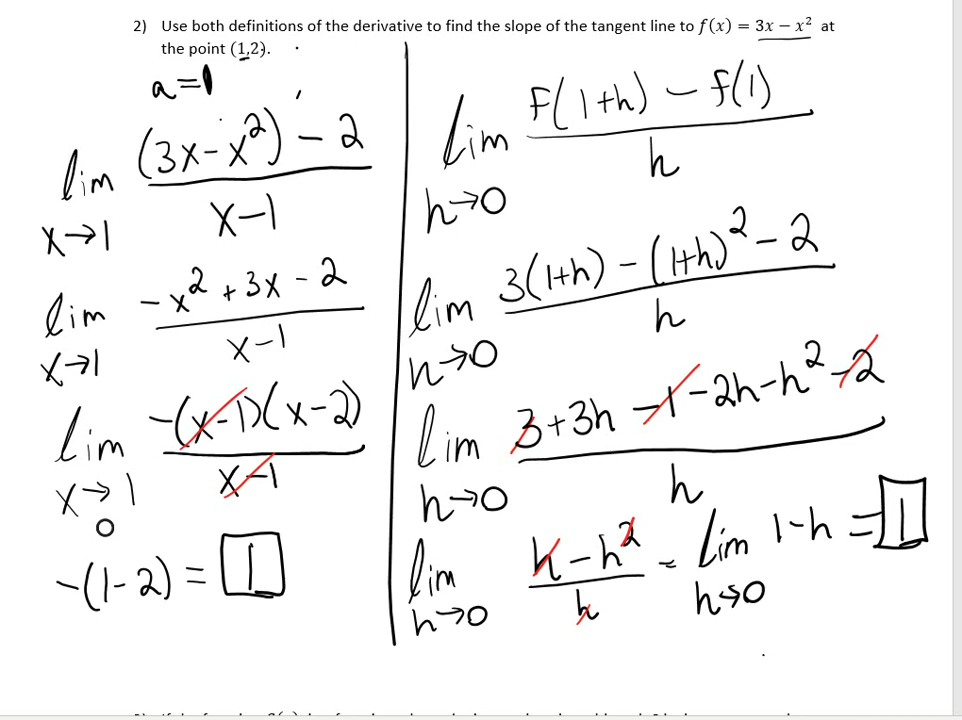 2) Use both definitions of the derivative to find the slope of the tangent line to f(x) = 3x − x² at
the point (1,2).
a=1
lim x→1 ((3x-x²) - 2)/(x-1)
lim x→1 (-x² + 3x - 2)/(x-1)
lim x→1 (-(x-1)(x-2))/(x-1)
0
-(1-2) = 1
lim h→0 (F(1+h) - f(1))/h
lim h→0 (3(1+h) - (1+h)² - 2)/h
lim h→0 (3+3h -1-2h-h² -2)/h
lim h→0 (h-h²)/h = lim h→0 1-h = 1